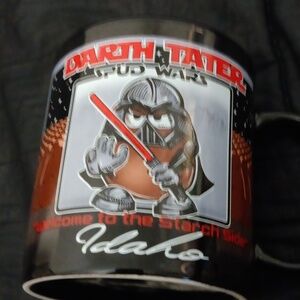 DARTH TATER
SPUD WARS
Welcome to the Starch Side
Idaho